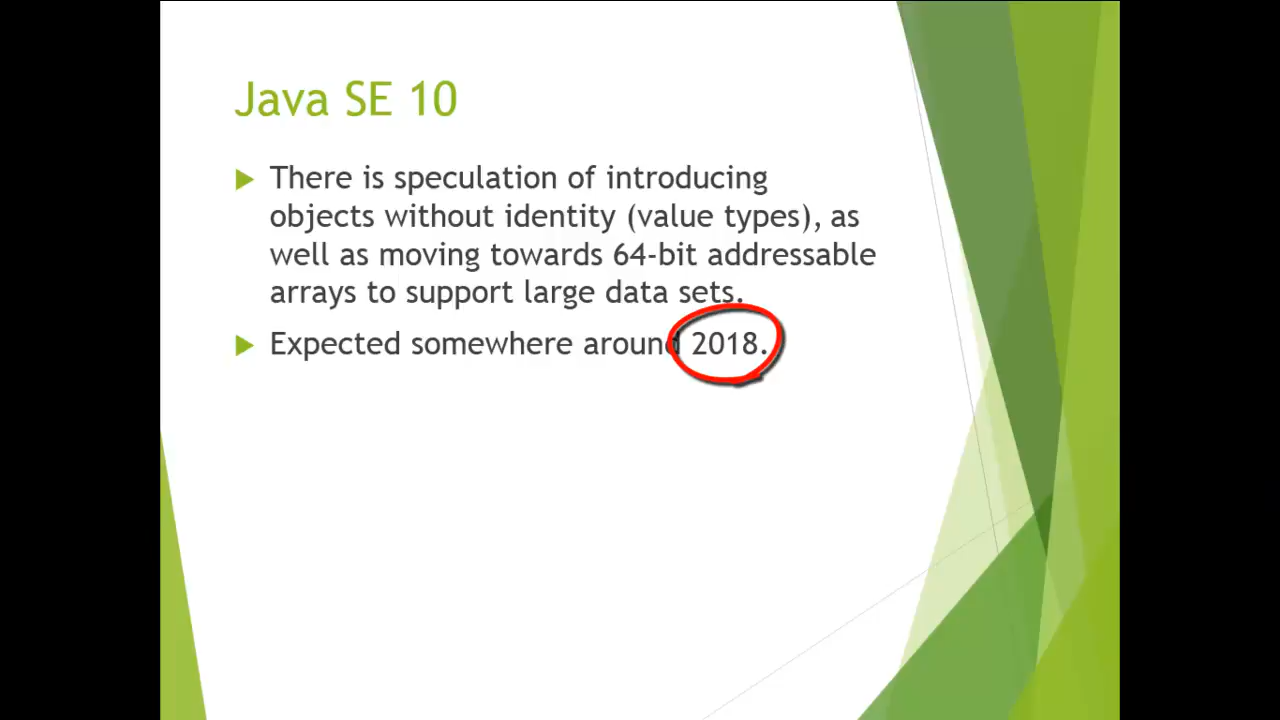 Java SE 10
There is speculation of introducing
objects without identity (value types), as
well as moving towards 64-bit addressable
arrays to support large data sets.
Expected somewhere around 2018.